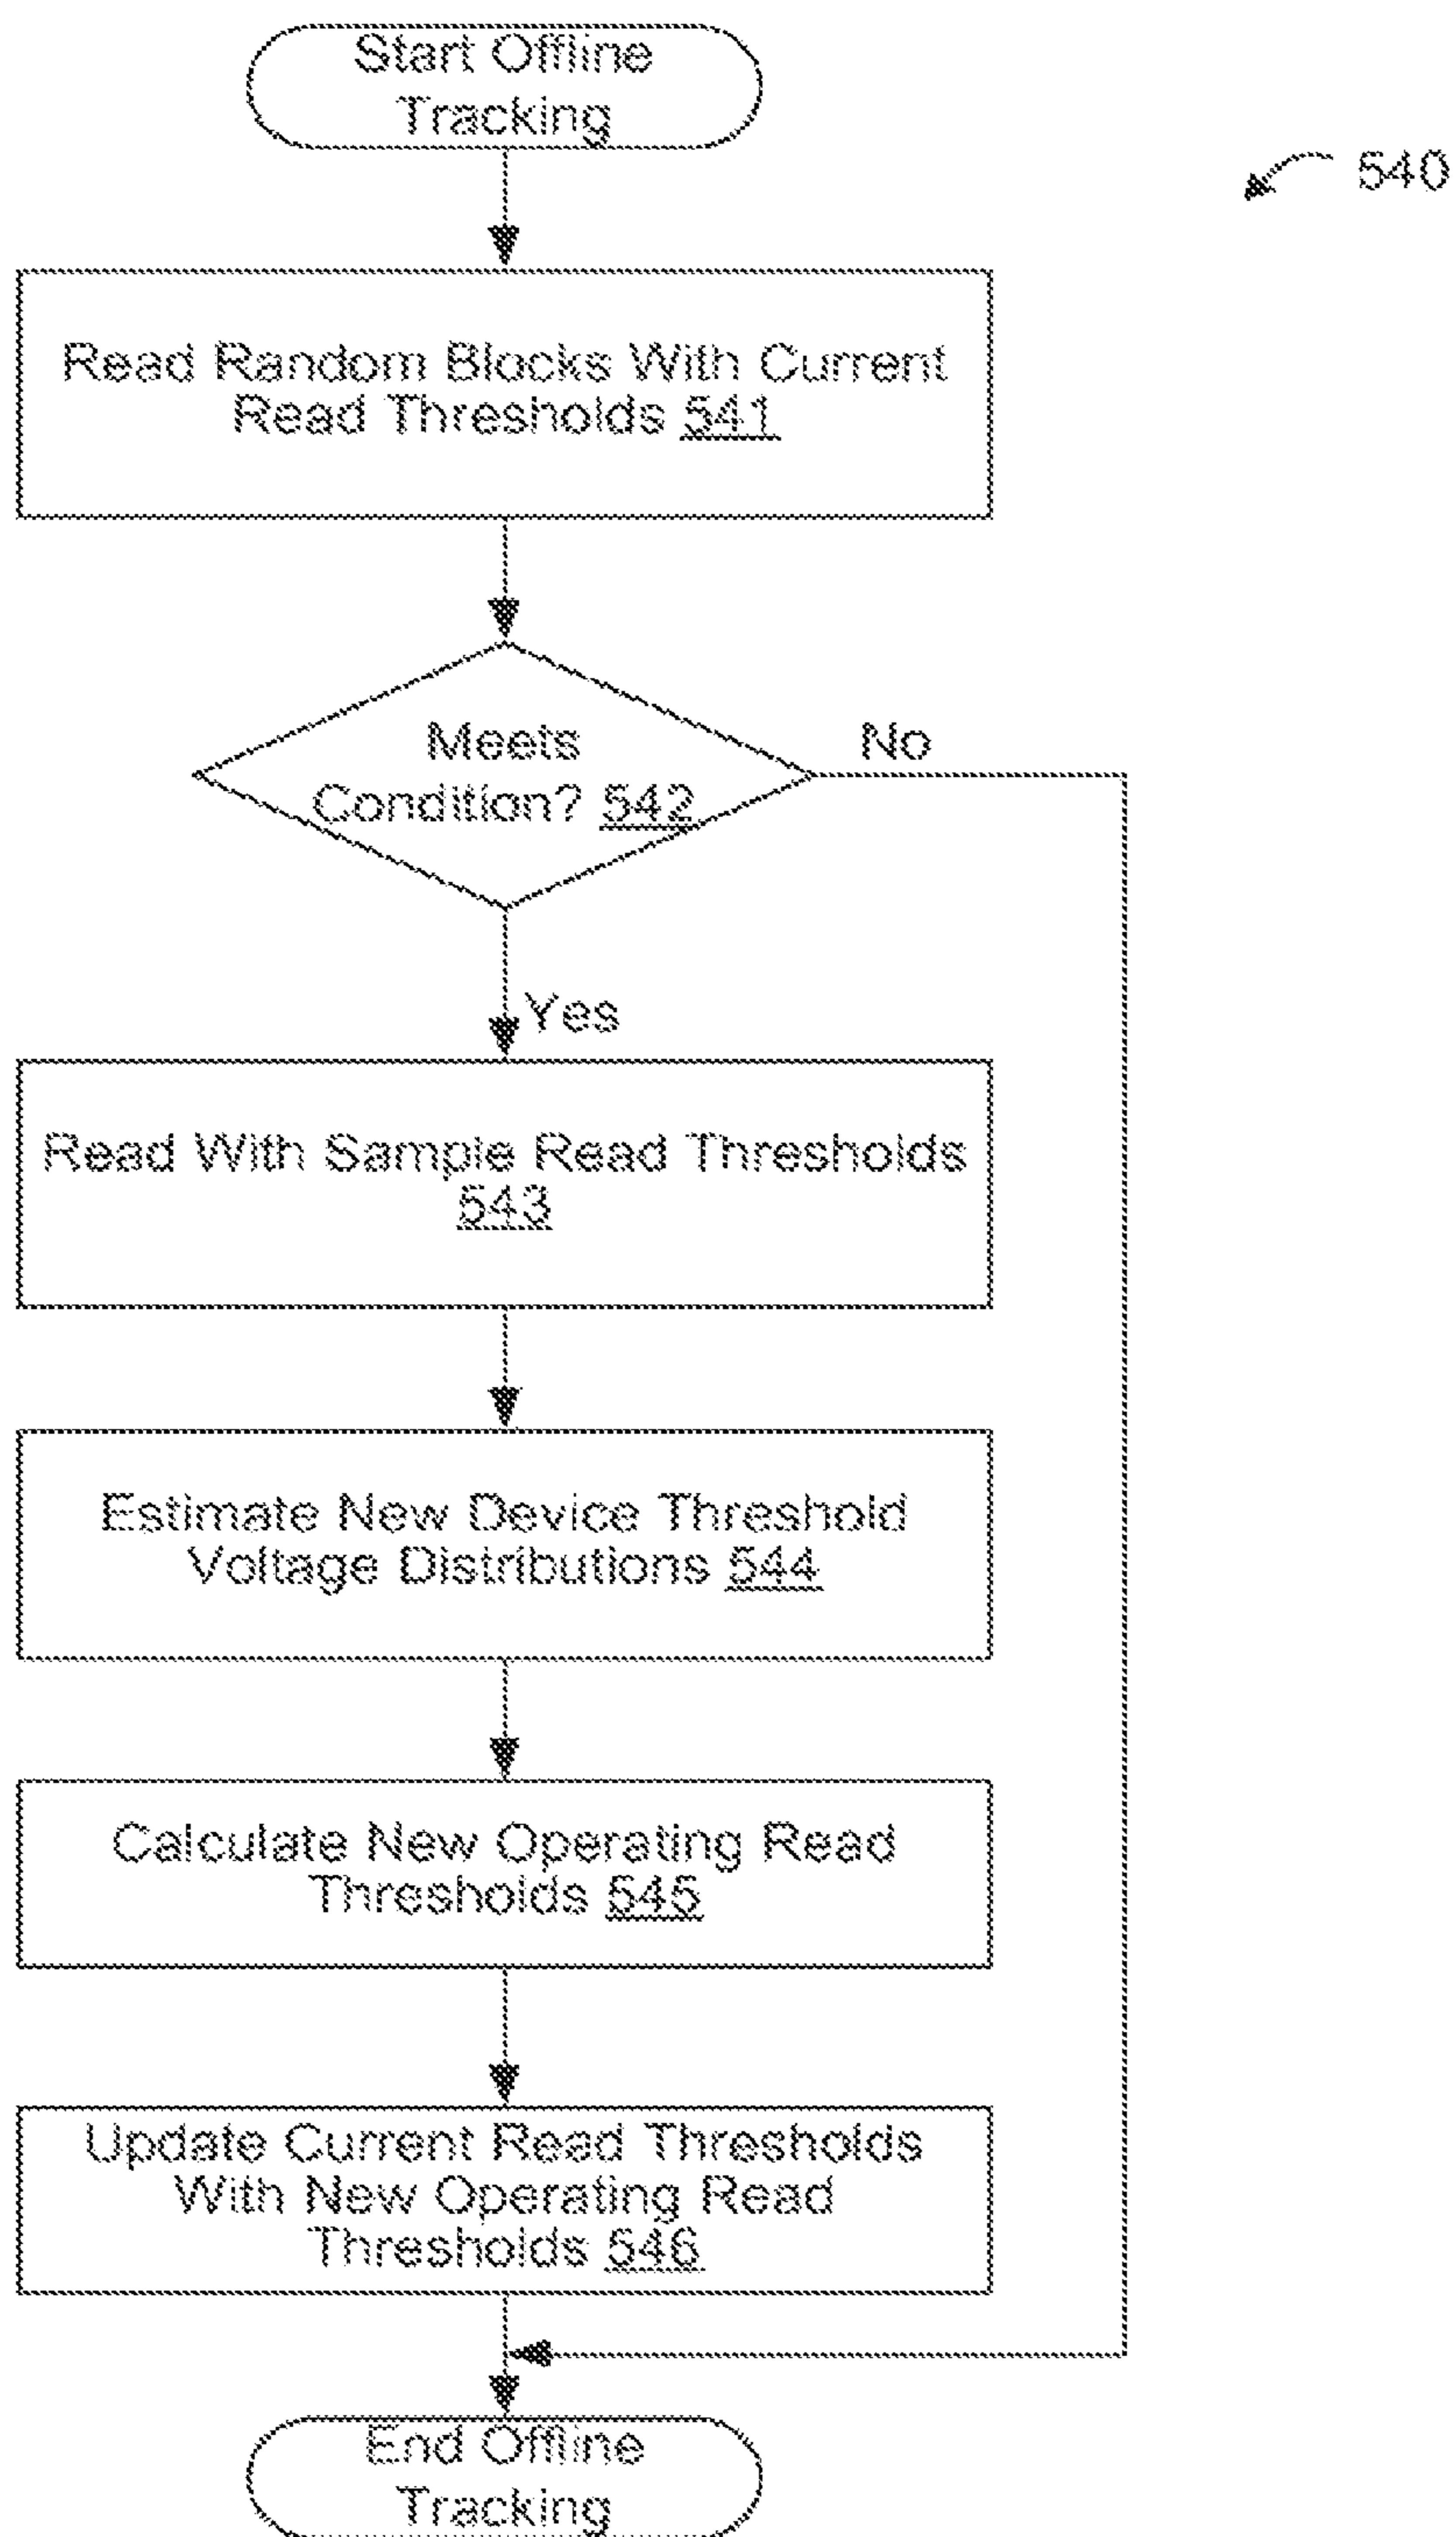 Start Offline
Tracking
540
Read Random Blocks With Current
Read Thresholds 541
Meets
Condition? 542
No
Yes
Read With Sample Read Thresholds
543
Estimate New Device Threshold
Voltage Distributions 544
Calculate New Operating Read
Thresholds 545
Update Current Read Thresholds
With New Operating Read
Thresholds 546
End Offline
Tracking